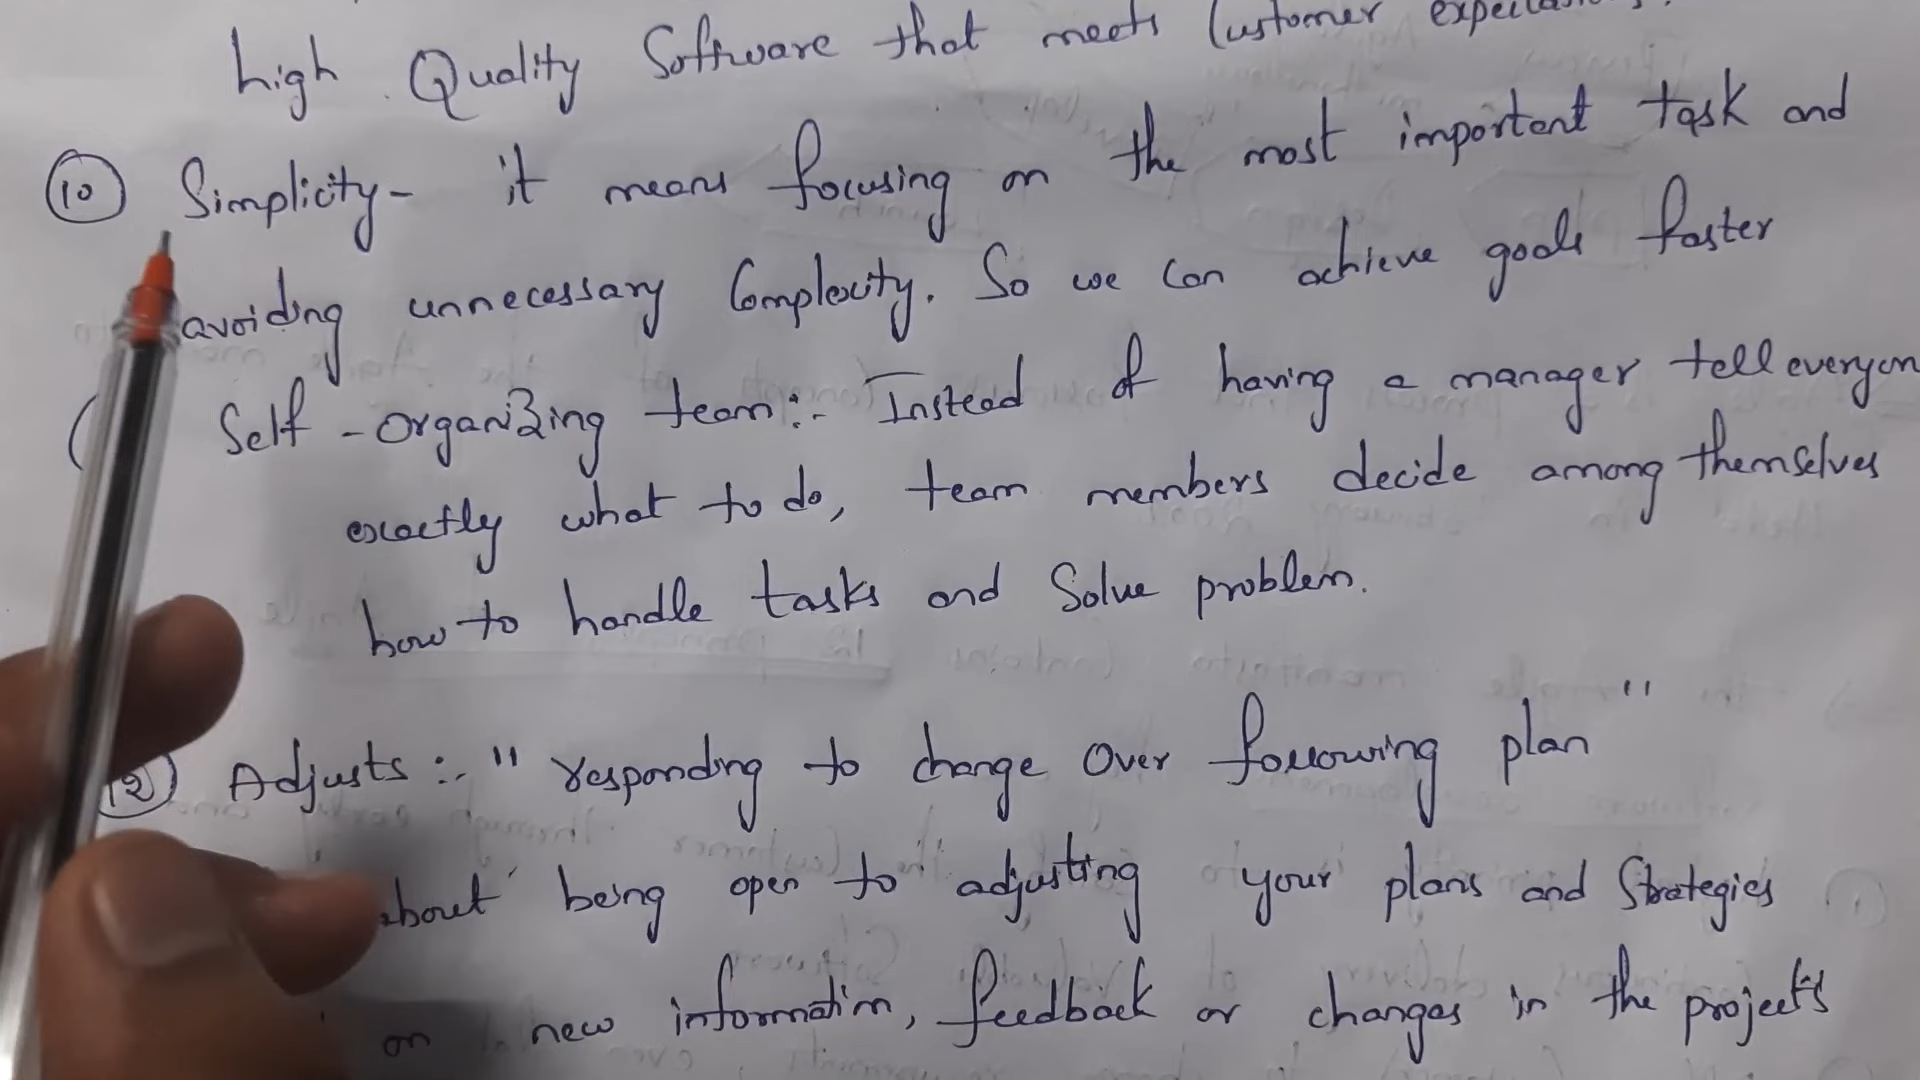 high Quality Software that meets Customer
10 Simplicity- it means focusing on the most important task and
avoiding unnecessary Complexity. So we can achieve goals faster
Self-organizing team:- Instead of having a manager tell everyon
exactly what to do, team members decide among themselves
how to handle tasks and Solve problem.
12 Adjusts :- " responding to change over following plan "
about being open to adjusting your plans and Strategies
on new information, feedback or changes in the project's